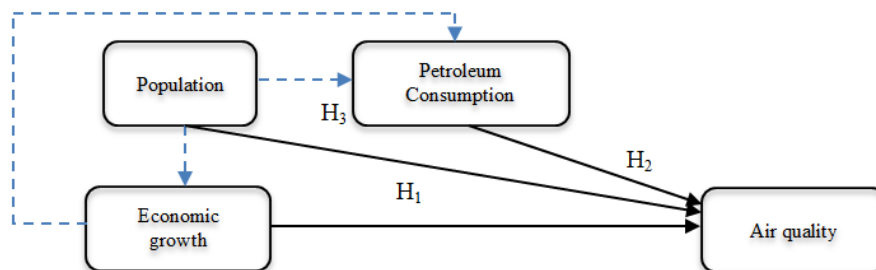 Population
Petroleum
Consumption
H3
H2
H1
Economic
growth
Air quality